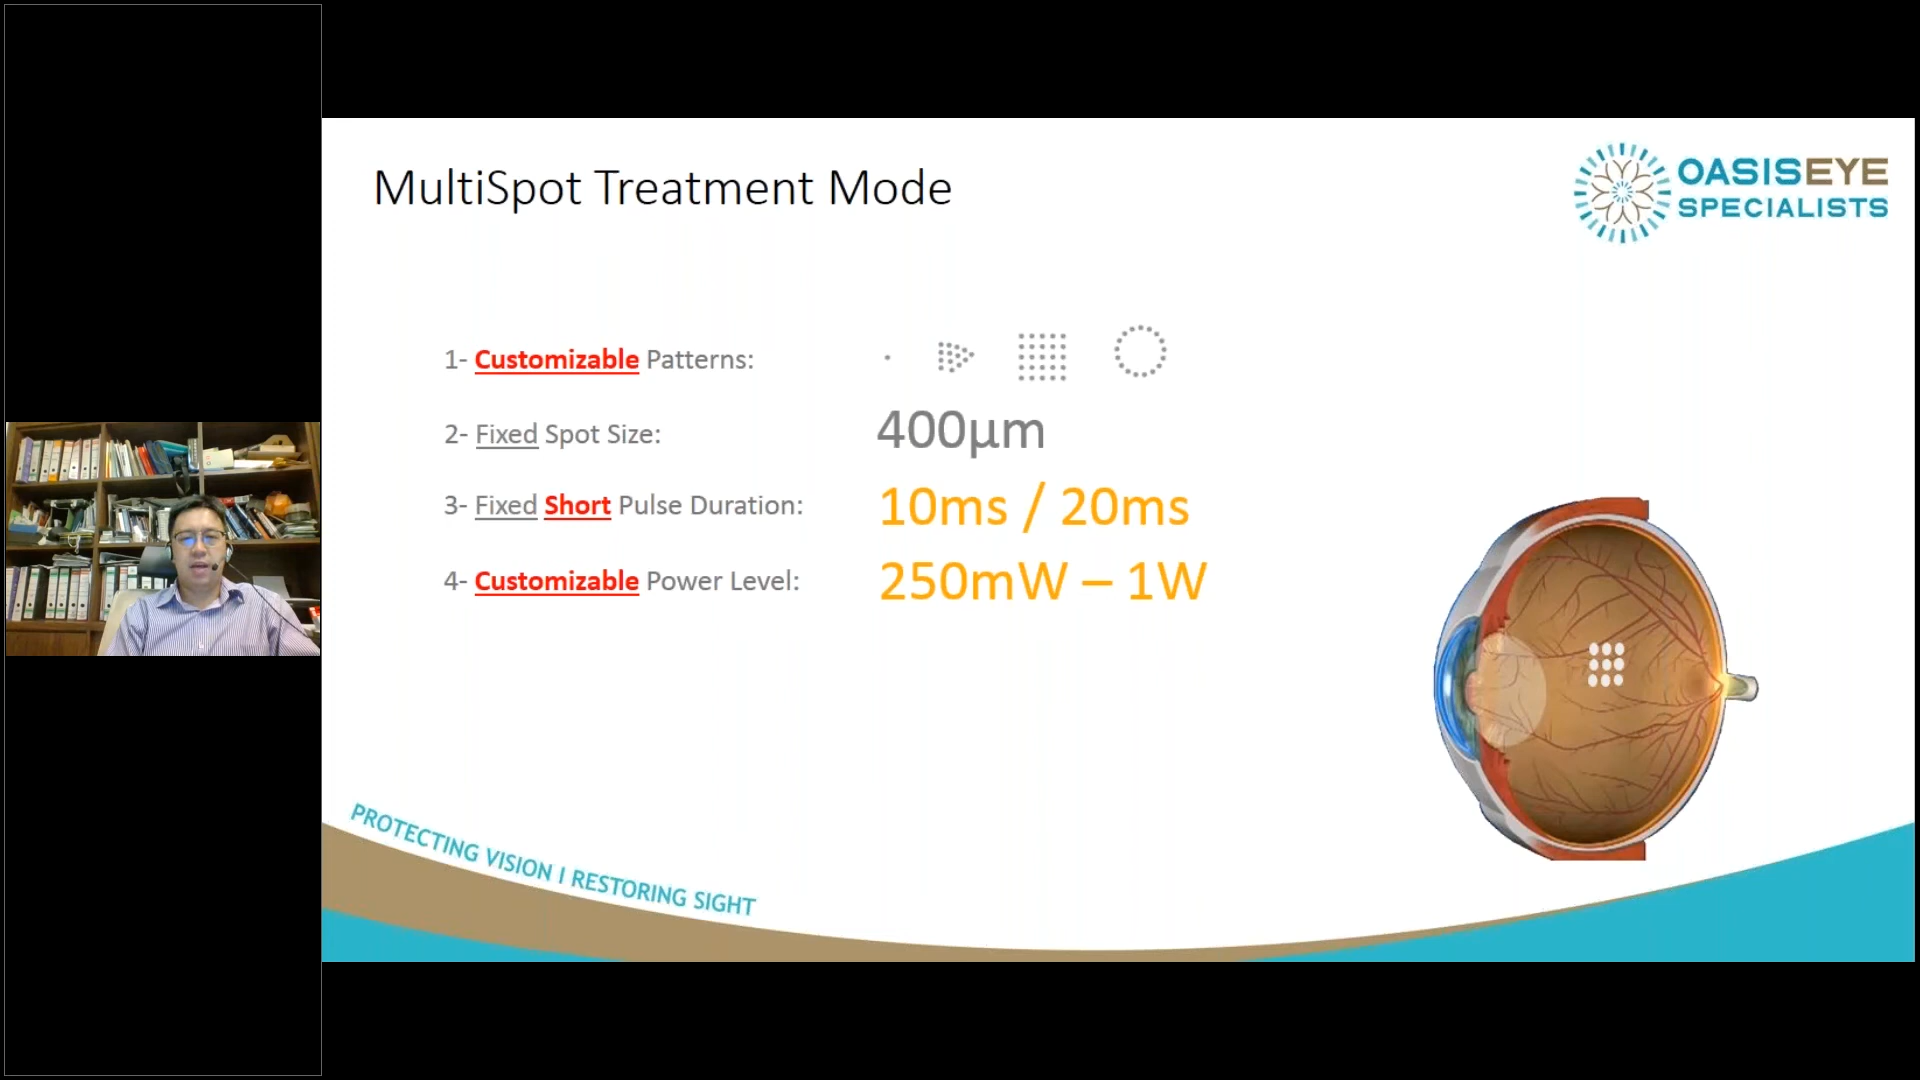 MultiSpot Treatment Mode
OASISEYE
SPECIALISTS
1- Customizable Patterns:
2- Fixed Spot Size: 400μm
3- Fixed Short Pulse Duration: 10ms / 20ms
4- Customizable Power Level: 250mW – 1W
PROTECTING VISION I RESTORING SIGHT